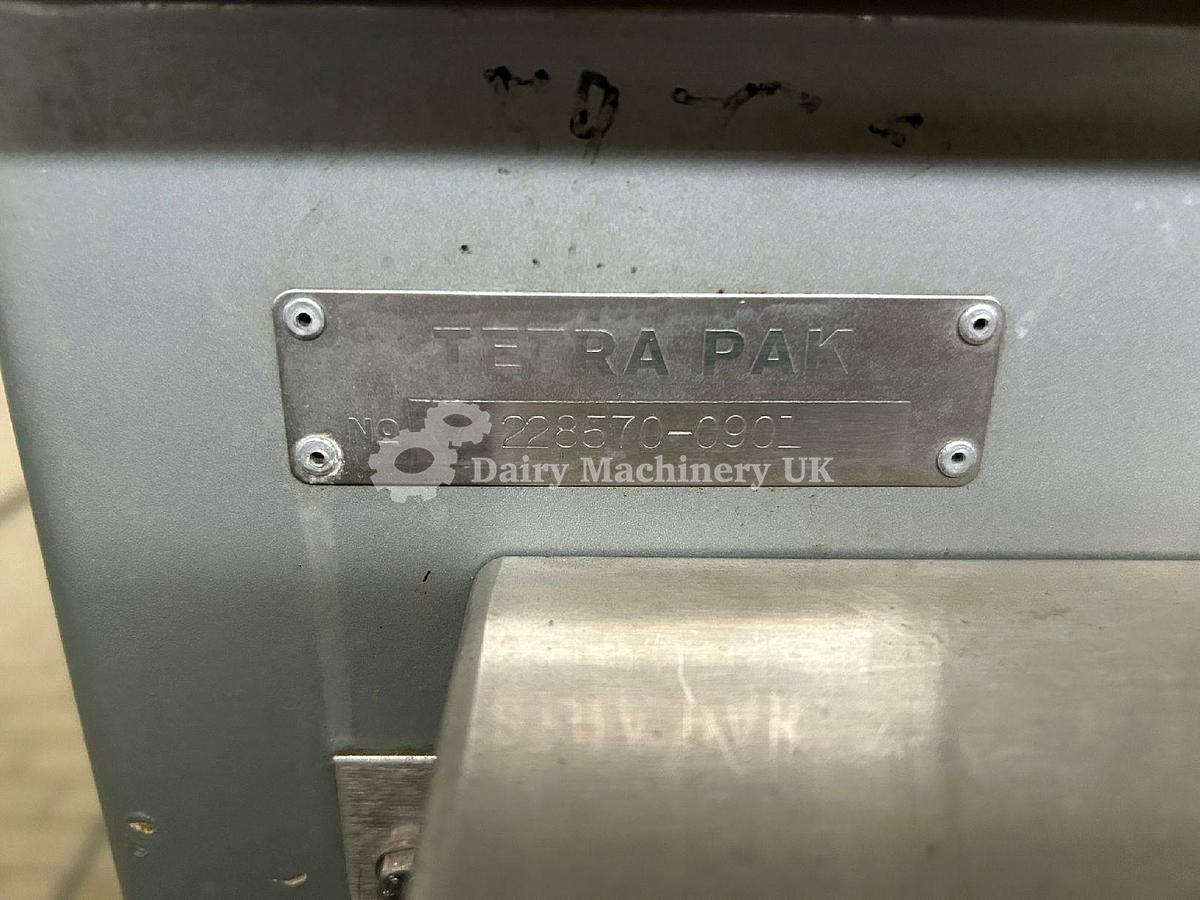 TETRA PAK
No 228570-0901
Dairy Machinery UK